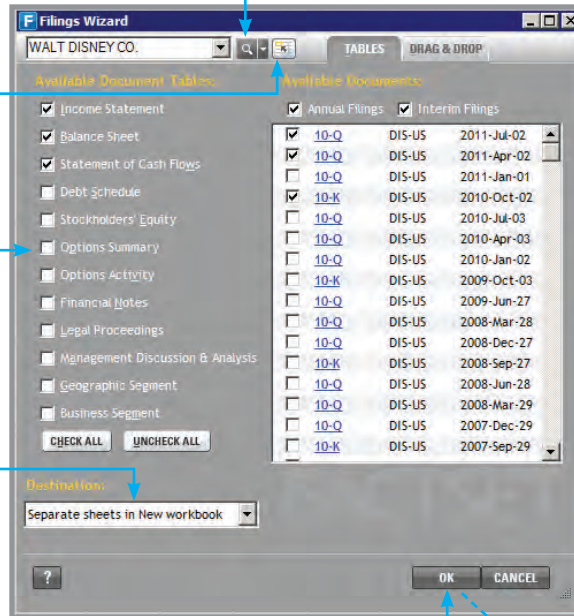 Filings Wizard
WALT DISNEY CO.
TABLES DRAG & DROP
Available Document Tables:
Income Statement
Balance Sheet
Statement of Cash Flows
Debt Schedule
Stockholders' Equity
Options Summary
Options Activity
Financial Notes
Legal Proceedings
Management Discussion & Analysis
Geographic Segment
Business Segment
CHECK ALL UNCHECK ALL
Available Documents:
Annual Filings Interim Filings
10-Q DIS-US 2011-Jul-02
10-Q DIS-US 2011-Apr-02
10-Q DIS-US 2011-Jan-01
10-K DIS-US 2010-Oct-02
10-Q DIS-US 2010-Jul-03
10-Q DIS-US 2010-Apr-03
10-Q DIS-US 2010-Jan-02
10-K DIS-US 2009-Oct-03
10-Q DIS-US 2009-Jun-27
10-Q DIS-US 2008-Mar-28
10-Q DIS-US 2008-Dec-27
10-K DIS-US 2008-Sep-27
10-Q DIS-US 2008-Jun-28
10-Q DIS-US 2008-Mar-29
10-Q DIS-US 2007-Dec-29
10-K DIS-US 2007-Sep-29
Destination:
Separate sheets in New workbook
? OK CANCEL